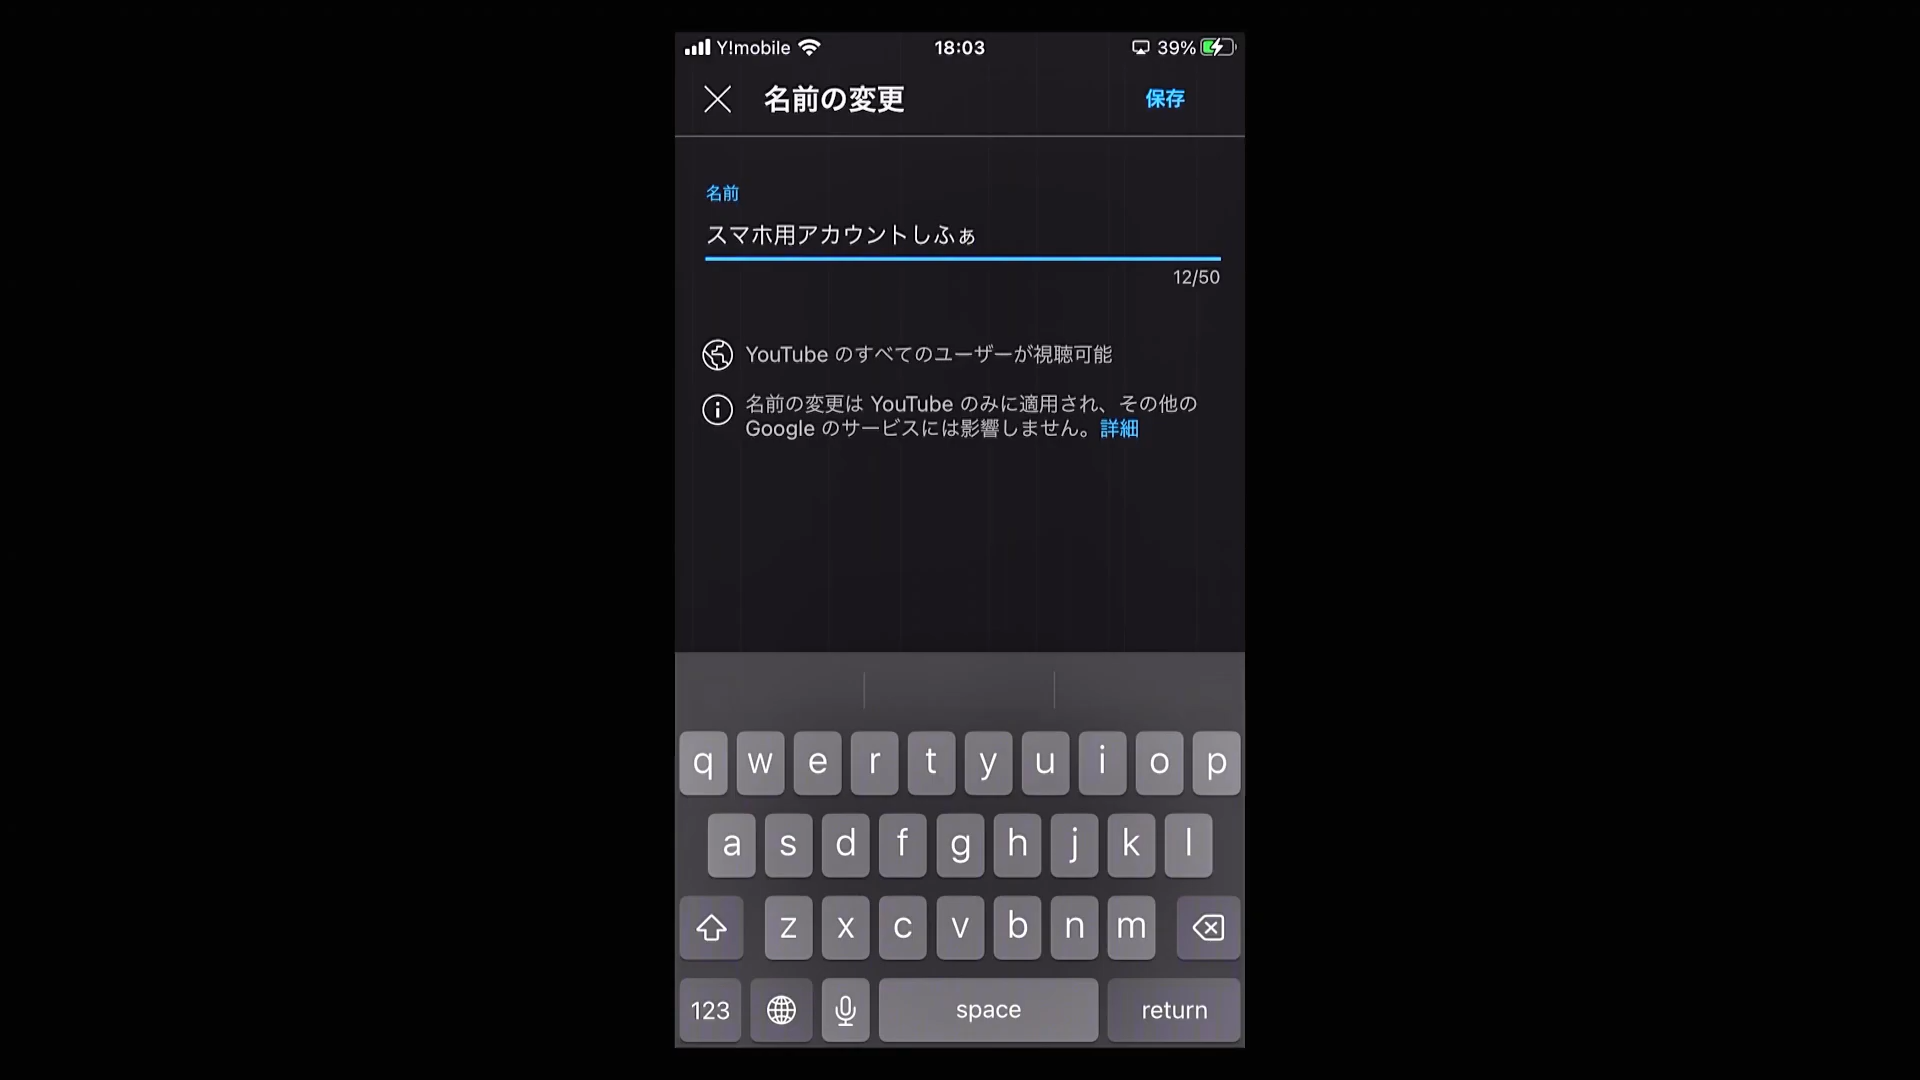 Y!mobile 18:03 39%
名前の変更 保存
名前
スマホ用アカウントしふぁ
12/50
YouTube のすべてのユーザーが視聴可能
名前の変更は YouTube のみに適用され、その他の
Google のサービスには影響しません。詳細
q w e r t y u i o p
a s d f g h j k l
z x c v b n m
123 space return